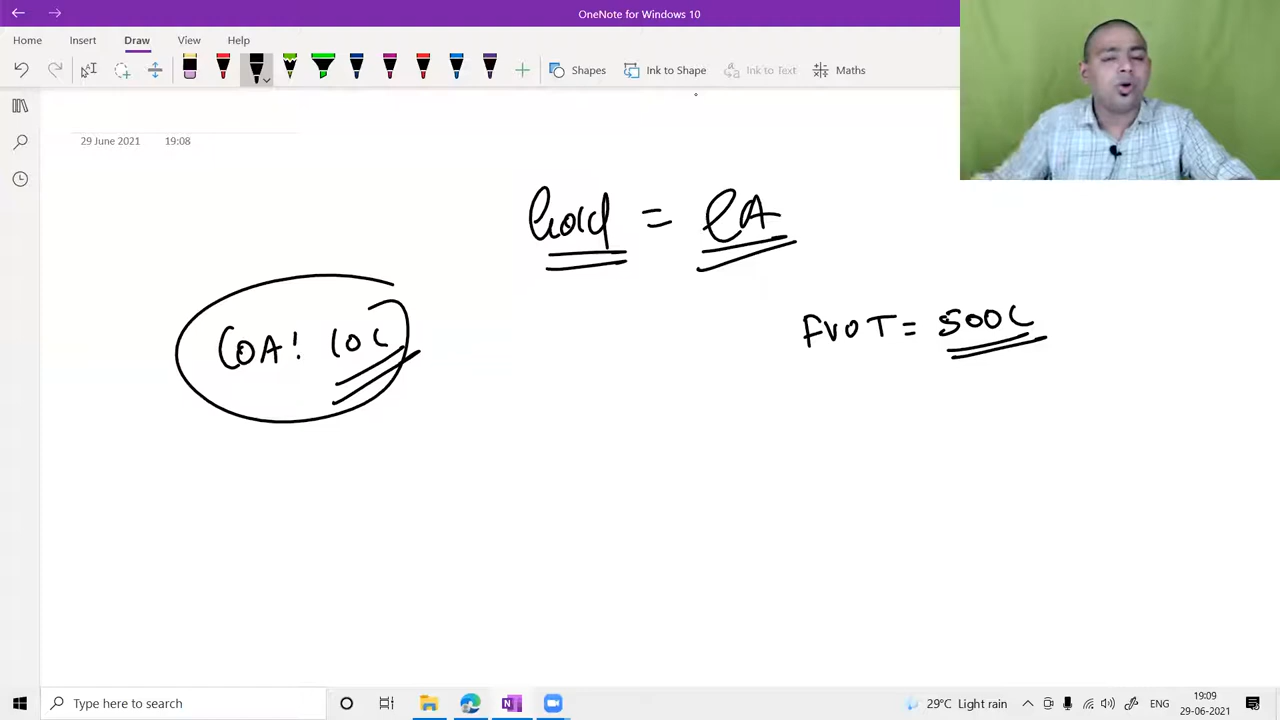 OneNote for Windows 10
Home Insert Draw View Help
Shapes Ink to Shape Ink to Text Maths
29 June 2021 19:08
= CA
FVOT = 500C
COA: 10C
Type here to search
29°C Light rain ENG 19:09 29-06-2021